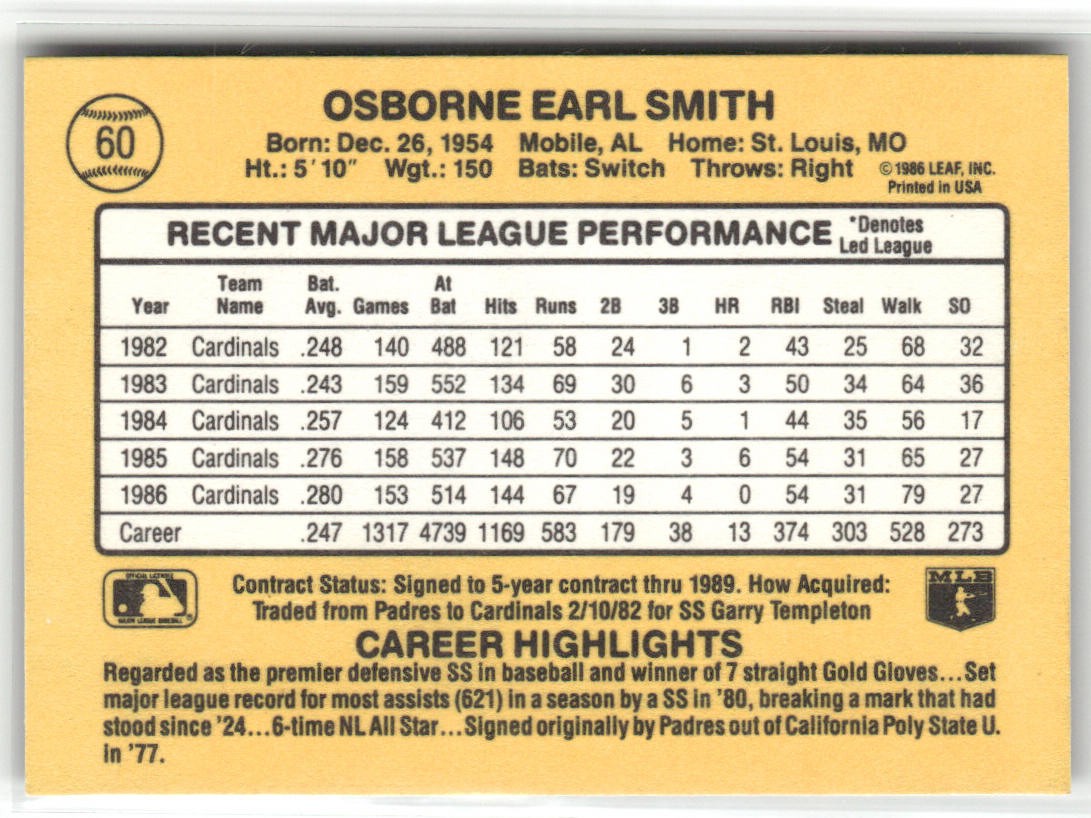 60
OSBORNE EARL SMITH
Born: Dec. 26, 1954 Mobile, AL Home: St. Louis, MO
Ht.: 5'10" Wgt.: 150 Bats: Switch Throws: Right ©1986 LEAF, INC.
Printed in USA
RECENT MAJOR LEAGUE PERFORMANCE *Denotes
Led League
Year Team Name Bat. Avg. Games At Bat Hits Runs 2B 3B HR RBI Steal Walk SO
1982 Cardinals .248 140 488 121 58 24 1 2 43 25 68 32
1983 Cardinals .243 159 552 134 69 30 6 3 50 34 64 36
1984 Cardinals .257 124 412 106 53 20 5 1 44 35 56 17
1985 Cardinals .276 158 537 148 70 22 3 6 54 31 65 27
1986 Cardinals .280 153 514 144 67 19 4 0 54 31 79 27
Career .247 1317 4739 1169 583 179 38 13 374 303 528 273
OFFICIAL LICENSEE
MAJOR LEAGUE BASEBALL
Contract Status: Signed to 5-year contract thru 1989. How Acquired:
Traded from Padres to Cardinals 2/10/82 for SS Garry Templeton
MLB
CAREER HIGHLIGHTS
Regarded as the premier defensive SS in baseball and winner of 7 straight Gold Gloves...Set
major league record for most assists (621) in a season by a SS in '80, breaking a mark that had
stood since '24...6-time NL All Star...Signed originally by Padres out of California Poly State U.
in '77.